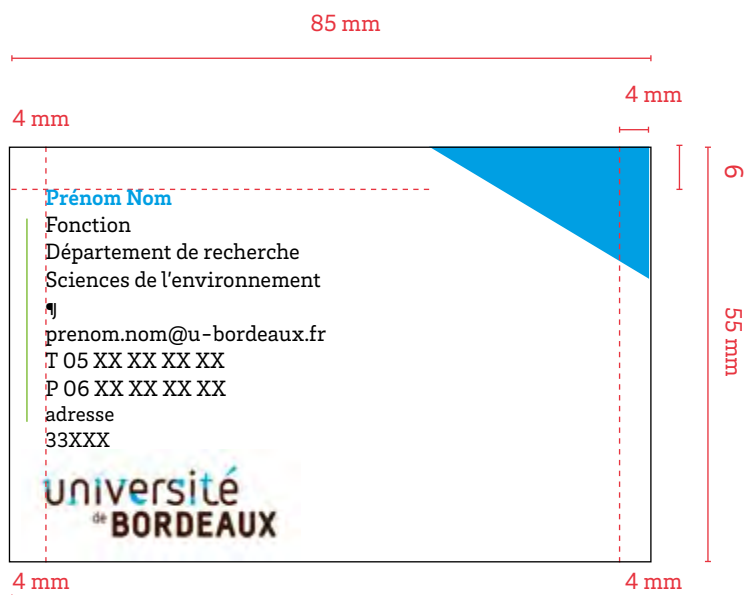 85 mm
4 mm
4 mm
6
Prénom Nom
Fonction
Département de recherche
Sciences de l'environnement
¶
prenom.nom@u-bordeaux.fr
T 05 XX XX XX XX
P 06 XX XX XX XX
adresse
33XXX
55 mm
université
de BORDEAUX
4 mm
4 mm